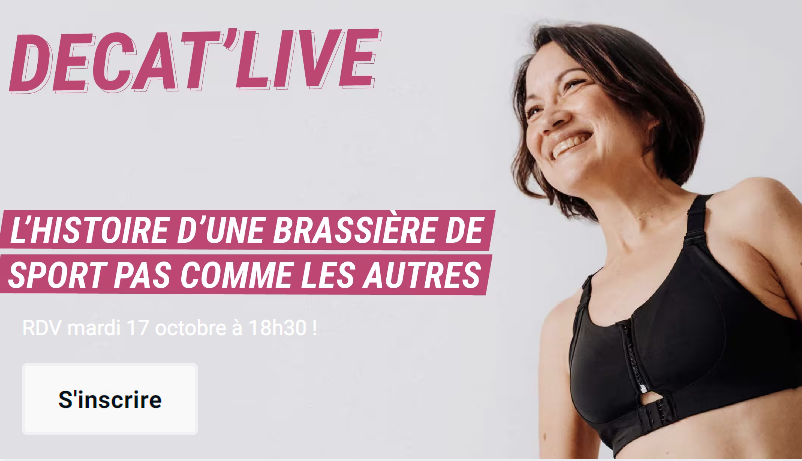 DECAT’LIVE
L’HISTOIRE D’UNE BRASSIÈRE DE
SPORT PAS COMME LES AUTRES
RDV mardi 17 octobre à 18h30 !
S'inscrire